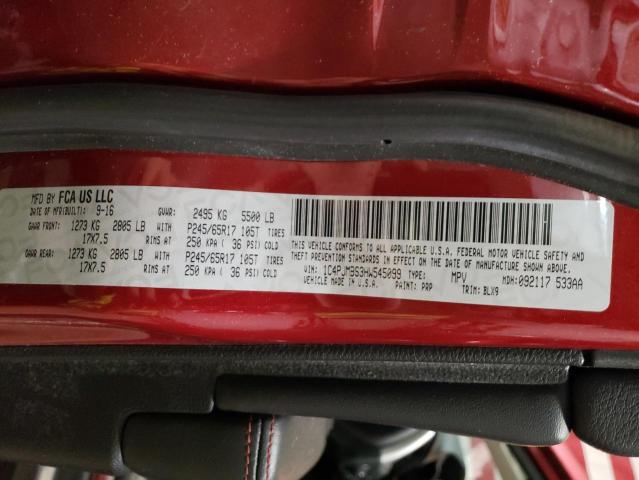 MFD BY FCA US LLC
DATE OF MFR(BUILT): 9-16 GVWR: 2495 KG 5500 LB
GAWR FRONT: 1273 KG 2805 LB WITH P245/65R17 105T TIRES
17X7.5 RIMS AT 250 KPA ( 36 PSI) COLD
GAWR REAR: 1273 KG 2805 LB WITH P245/65R17 105T TIRES
17X7.5 RIMS AT 250 KPA ( 36 PSI) COLD
THIS VEHICLE CONFORMS TO ALL APPLICABLE U.S.A. FEDERAL MOTOR VEHICLE SAFETY,
BUMPER, AND THEFT PREVENTION STANDARDS IN EFFECT ON THE DATE OF MANUFACTURE SHOWN ABOVE.
VIN: 1C4PJMBS3HW545099 TYPE: MPV MDH: 092117 533AA
VEHICLE MADE IN U.S.A. PAINT: PRP TRIM: BLX9